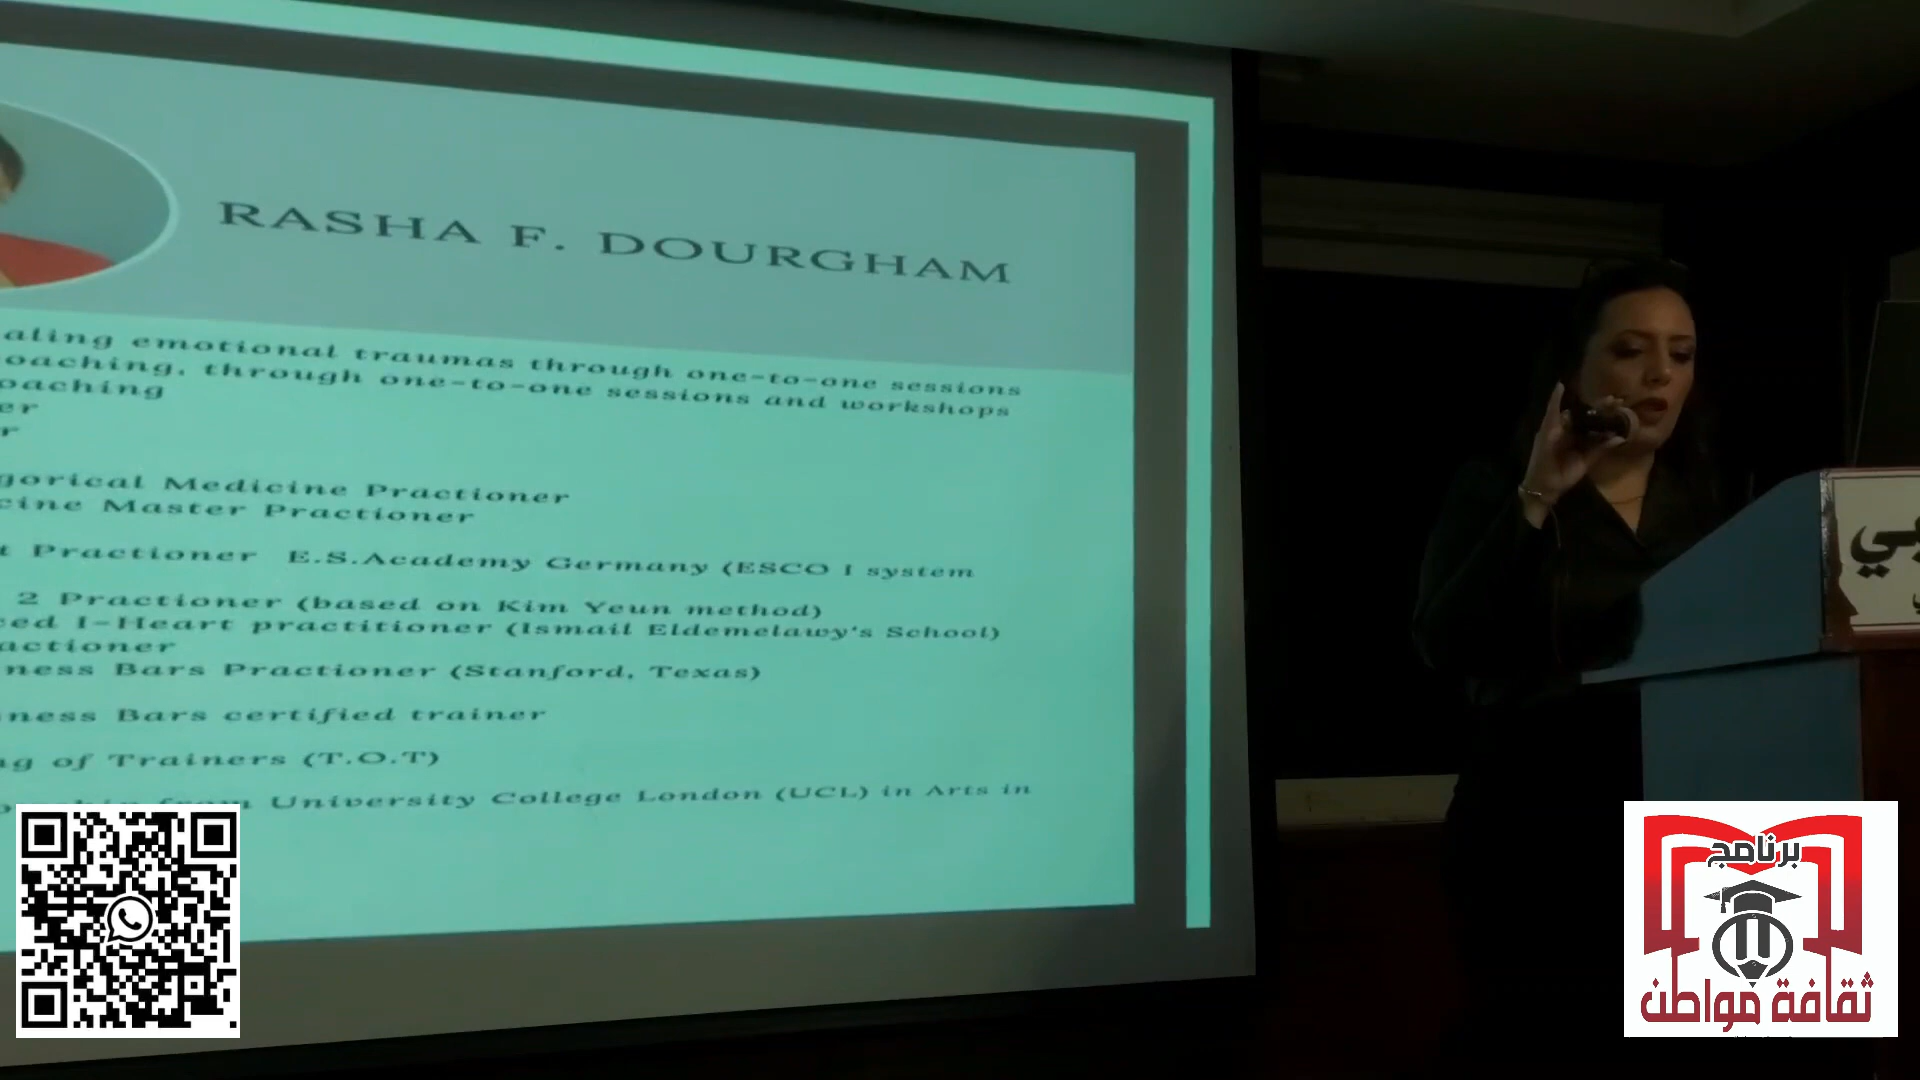 RASHA F. DOURGHAM
aling emotional traumas through one-to-one sessions
oaching, through one-to-one sessions and workshops
oaching
er
r
gorical Medicine Practioner
cine Master Practioner
t Practioner E.S.Academy Germany (ESCO I system
2 Practioner (based on Kim Yeun method)
ced I-Heart practitioner (Ismail Eldemelawy's School)
actioner
ness Bars Practioner (Stanford, Texas)
ness Bars certified trainer
ng of Trainers (T.O.T)
from University College London (UCL) in Arts in
برنامج
ثقافة مواطن